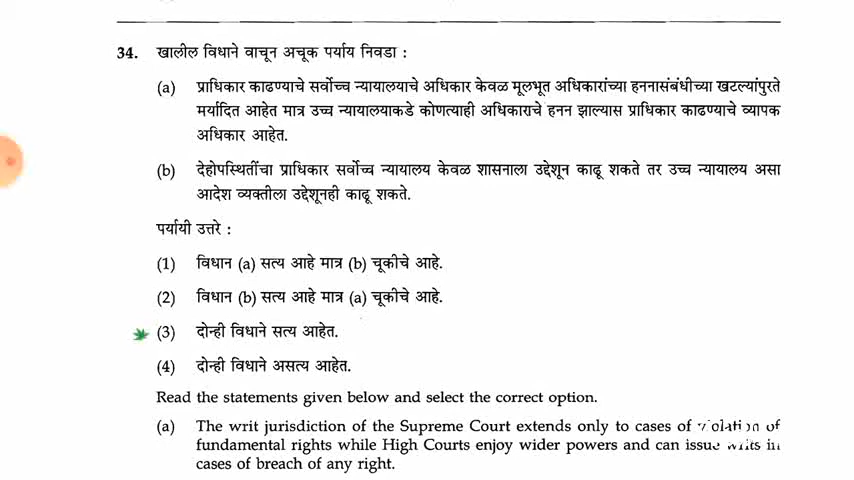 34. खालील विधाने वाचून अचूक पर्याय निवडा :
(a) प्राधिकार काढण्याचे सर्वोच्च न्यायालयाचे अधिकार केवळ मूलभूत अधिकारांच्या हननासंबंधीच्या खटल्यांपुरते
मर्यादित आहेत मात्र उच्च न्यायालयाकडे कोणत्याही अधिकाराचे हनन झाल्यास प्राधिकार काढण्याचे व्यापक
अधिकार आहेत.
(b) देहोपस्थितींचा प्राधिकार सर्वोच्च न्यायालय केवळ शासनाला उद्देशून काढू शकते तर उच्च न्यायालय असा
आदेश व्यक्तीला उद्देशूनही काढू शकते.
पर्यायी उत्तरे :
(1) विधान (a) सत्य आहे मात्र (b) चूकीचे आहे.
(2) विधान (b) सत्य आहे मात्र (a) चूकीचे आहे.
(3) दोन्ही विधाने सत्य आहेत.
(4) दोन्ही विधाने असत्य आहेत.
Read the statements given below and select the correct option.
(a) The writ jurisdiction of the Supreme Court extends only to cases of violation of
fundamental rights while High Courts enjoy wider powers and can issue writs in
cases of breach of any right.